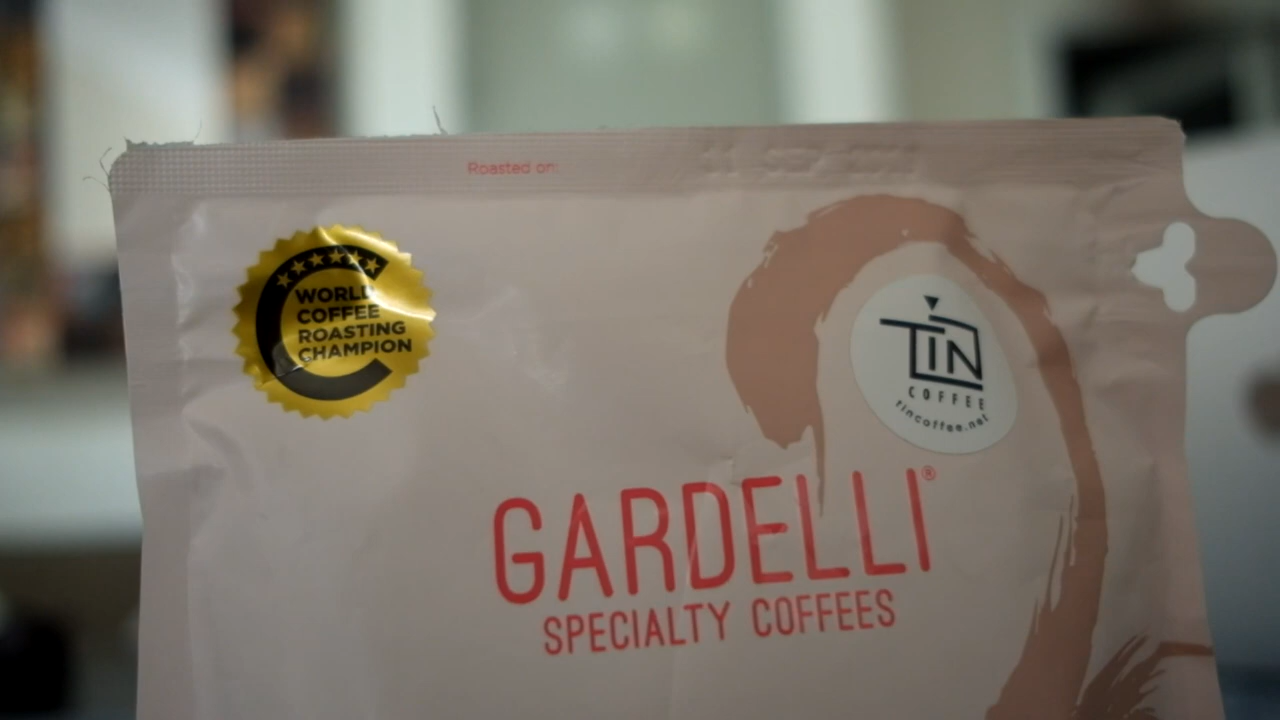 Roasted on:
WORLD
COFFEE
ROASTING
CHAMPION
TIN
COFFEE
tincoffee.net
GARDELLI®
SPECIALTY COFFEES